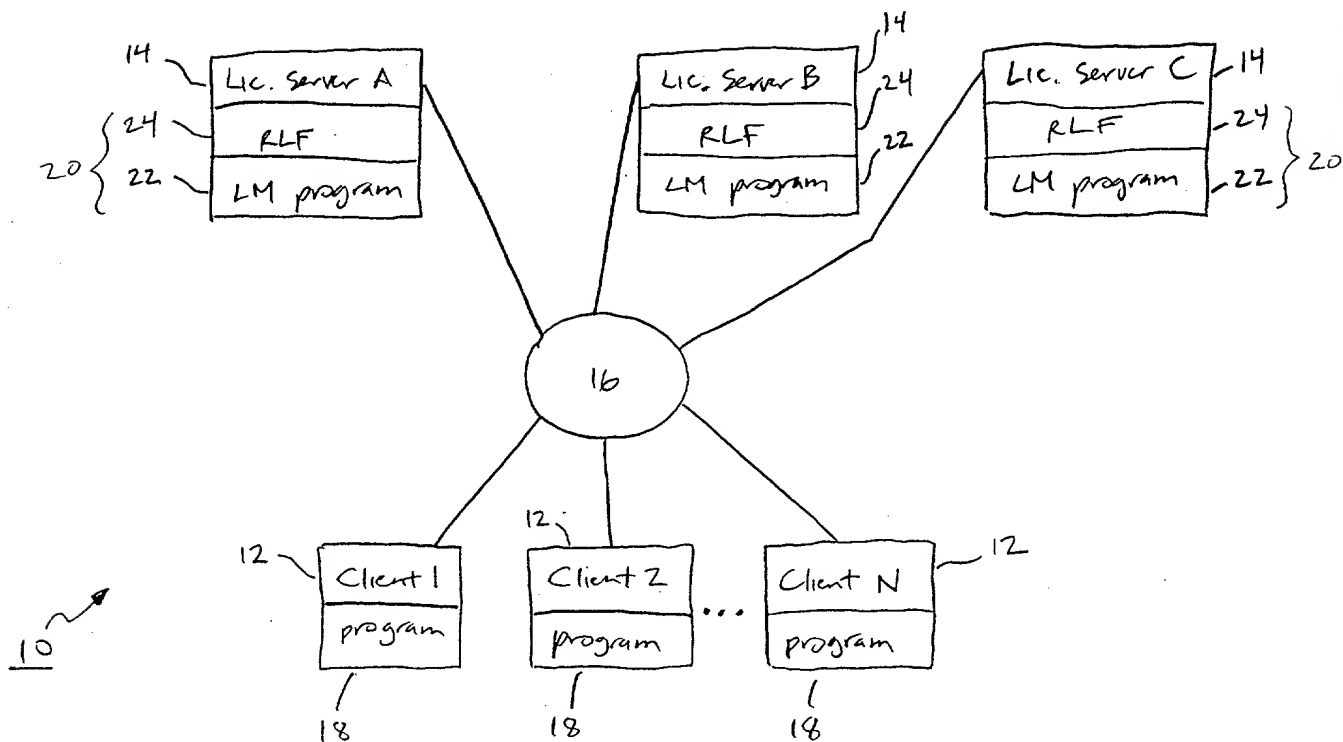 14 Lic. Server A
24 RLF
20 { 22 LM program
Lic. Server B 14
RLF 24
LM program 22
Lic. Server C 14
RLF 24
LM program 22 } 20
16
12 Client 1
program
18
12 Client 2
program
18
...
Client N 12
program
18
10